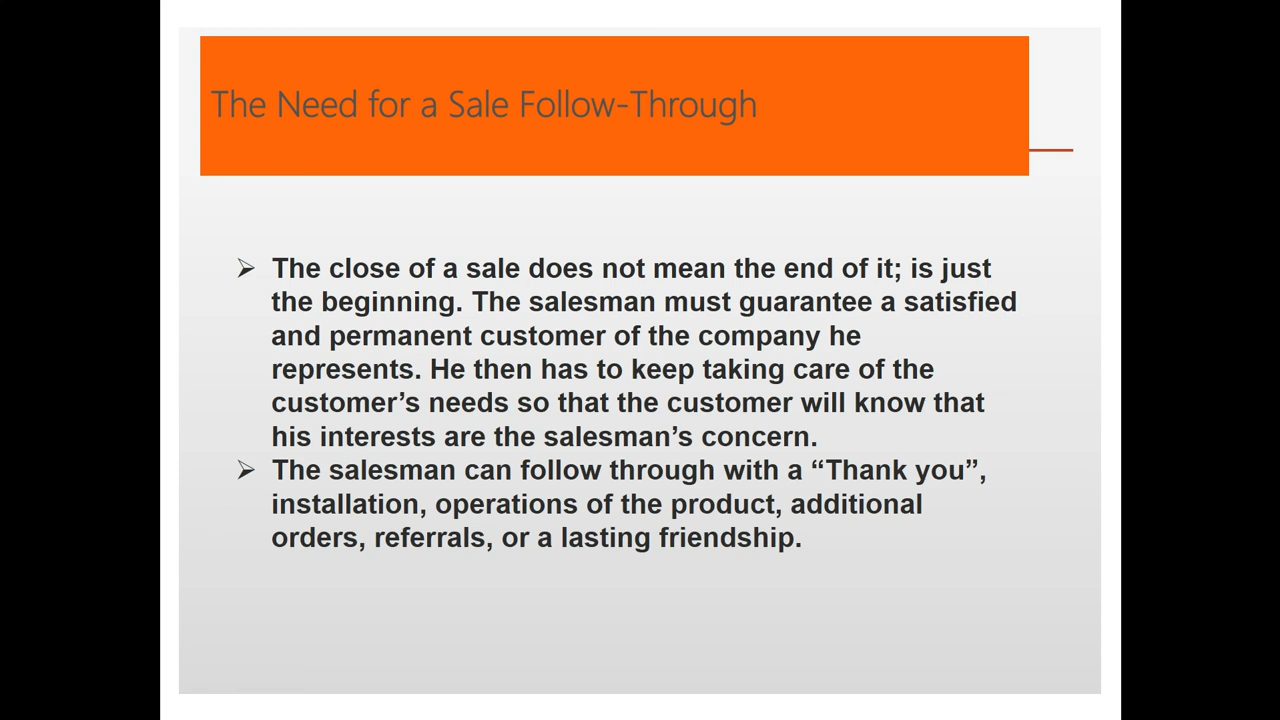 The Need for a Sale Follow-Through
➢ The close of a sale does not mean the end of it; is just
the beginning. The salesman must guarantee a satisfied
and permanent customer of the company he
represents. He then has to keep taking care of the
customer’s needs so that the customer will know that
his interests are the salesman’s concern.
➢ The salesman can follow through with a “Thank you”,
installation, operations of the product, additional
orders, referrals, or a lasting friendship.